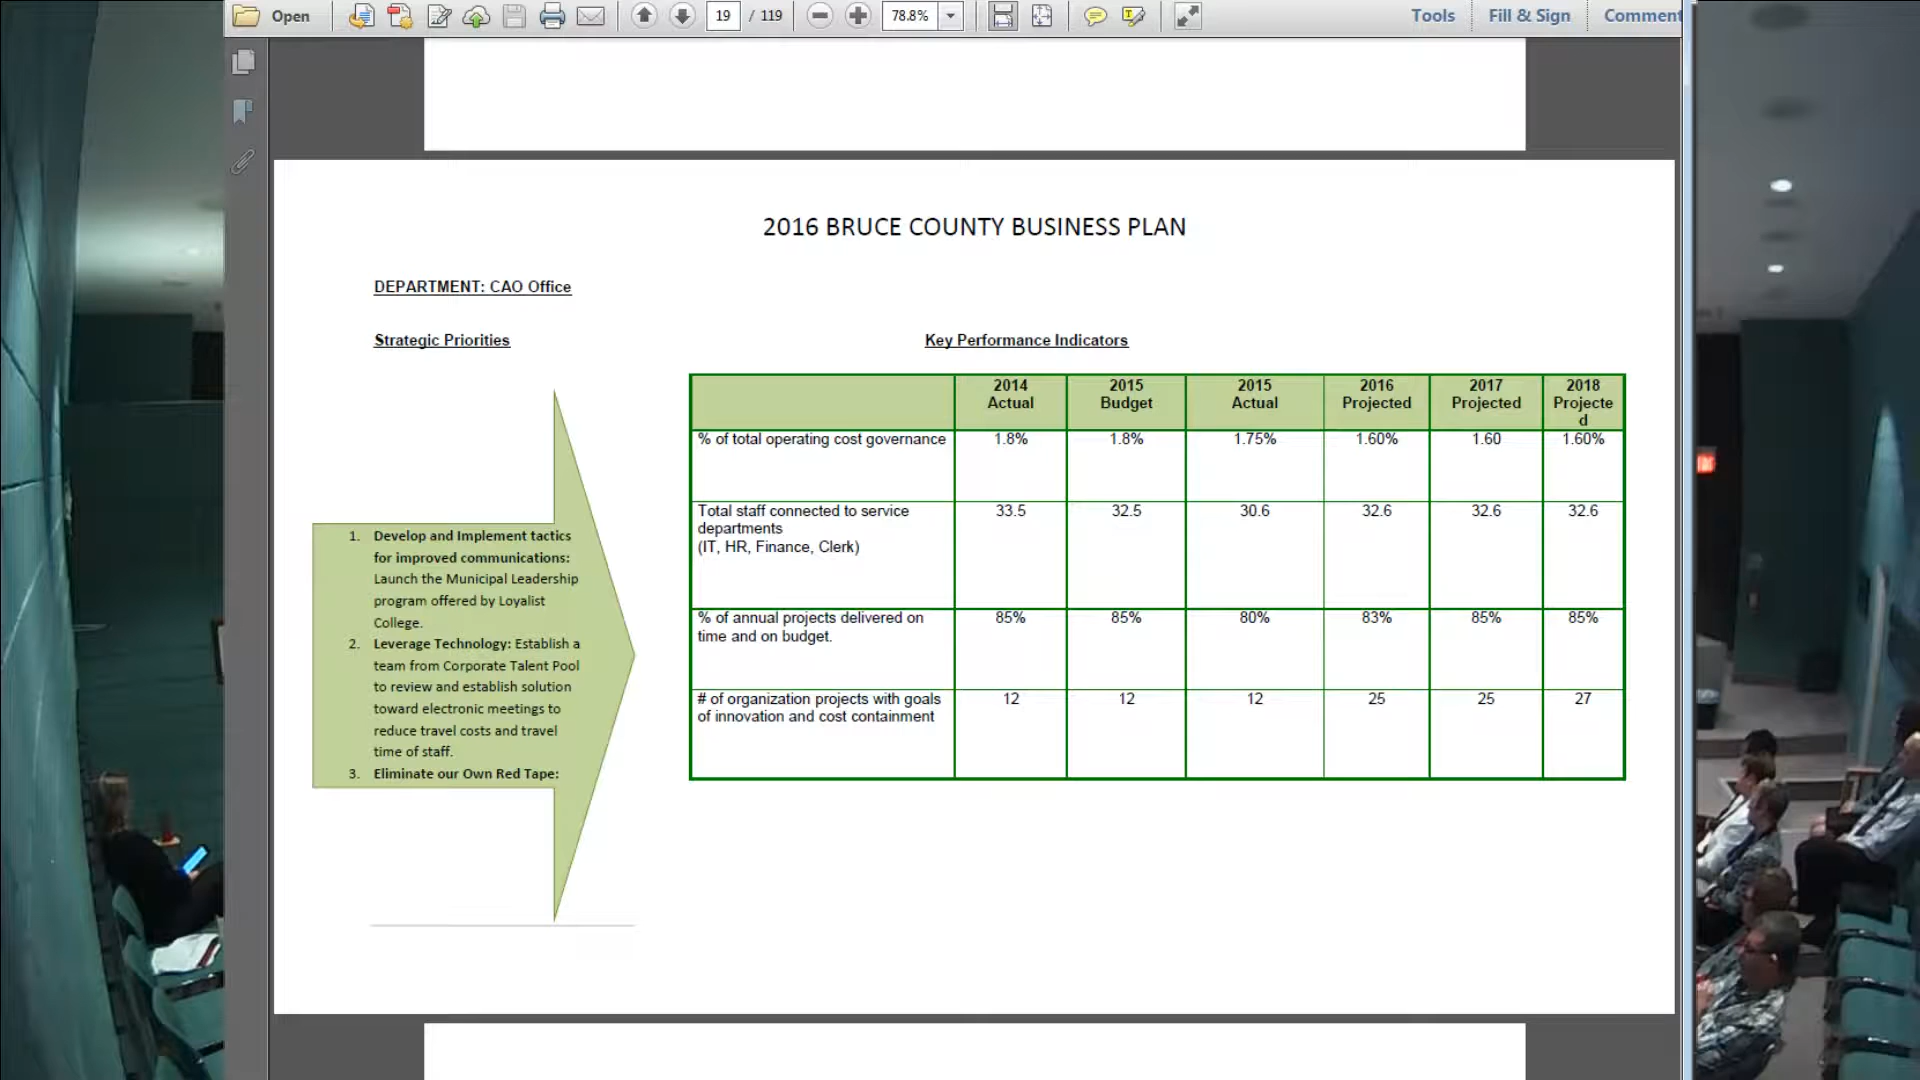 Open
19 / 119
78.8%
Tools
Fill & Sign
Comment
2016 BRUCE COUNTY BUSINESS PLAN
DEPARTMENT: CAO Office
Strategic Priorities
Key Performance Indicators
1. Develop and Implement tactics
for improved communications:
Launch the Municipal Leadership
program offered by Loyalist
College.
2. Leverage Technology: Establish a
team from Corporate Talent Pool
to review and establish solution
toward electronic meetings to
reduce travel costs and travel
time of staff.
3. Eliminate our Own Red Tape:
2014 2015 2015 2016 2017 2018
Actual Budget Actual Projected Projected Projecte
d
% of total operating cost governance 1.8% 1.8% 1.75% 1.60% 1.60 1.60%
Total staff connected to service 33.5 32.5 30.6 32.6 32.6 32.6
departments
(IT, HR, Finance, Clerk)
% of annual projects delivered on 85% 85% 80% 83% 85% 85%
time and on budget.
# of organization projects with goals 12 12 12 25 25 27
of innovation and cost containment